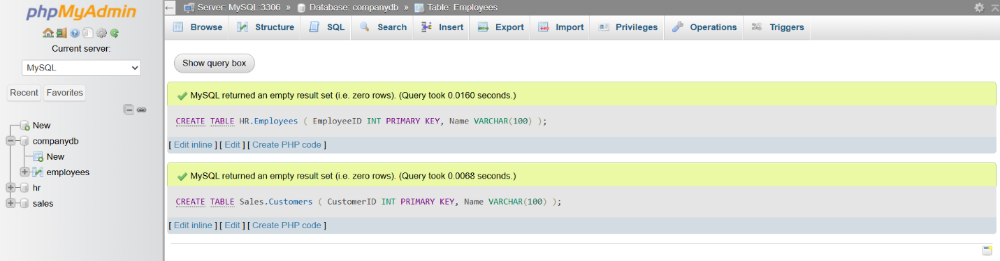 phpMyAdmin
Current server:
MySQL
Recent Favorites
New
companydb
New
employees
hr
sales
← Server: MySQL:3306 » Database: companydb » Table: Employees
Browse Structure SQL Search Insert Export Import Privileges Operations Triggers
Show query box
MySQL returned an empty result set (i.e. zero rows). (Query took 0.0160 seconds.)
CREATE TABLE HR.Employees ( EmployeeID INT PRIMARY KEY, Name VARCHAR(100) );
[ Edit inline ] [ Edit ] [ Create PHP code ]
MySQL returned an empty result set (i.e. zero rows). (Query took 0.0068 seconds.)
CREATE TABLE Sales.Customers ( CustomerID INT PRIMARY KEY, Name VARCHAR(100) );
[ Edit inline ] [ Edit ] [ Create PHP code ]